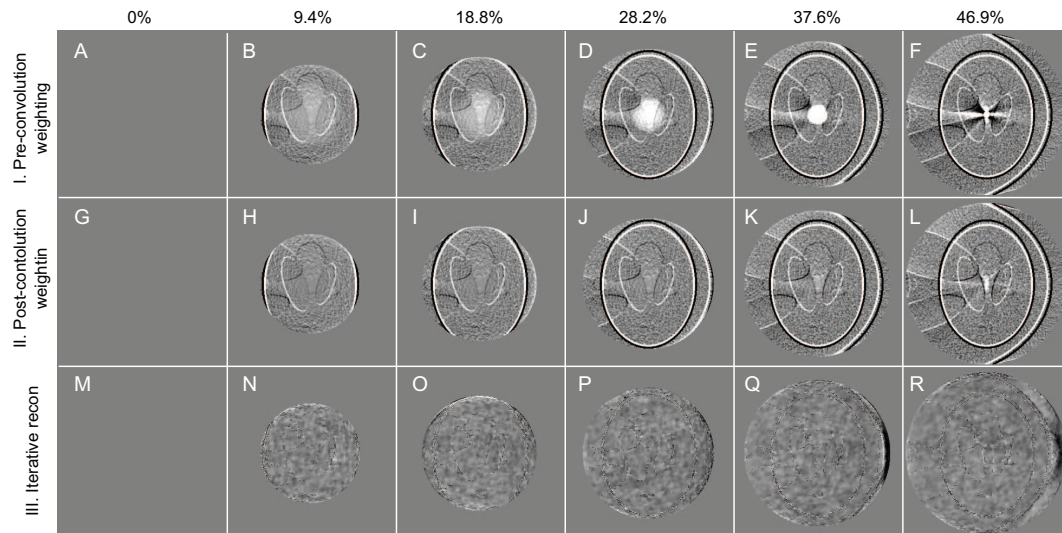 0% 9.4% 18.8% 28.2% 37.6% 46.9%
I. Pre-convolution
weighting
A B C D E F
II. Post-contolution
weightin
G H I J K L
III. Iterative recon
M N O P Q R